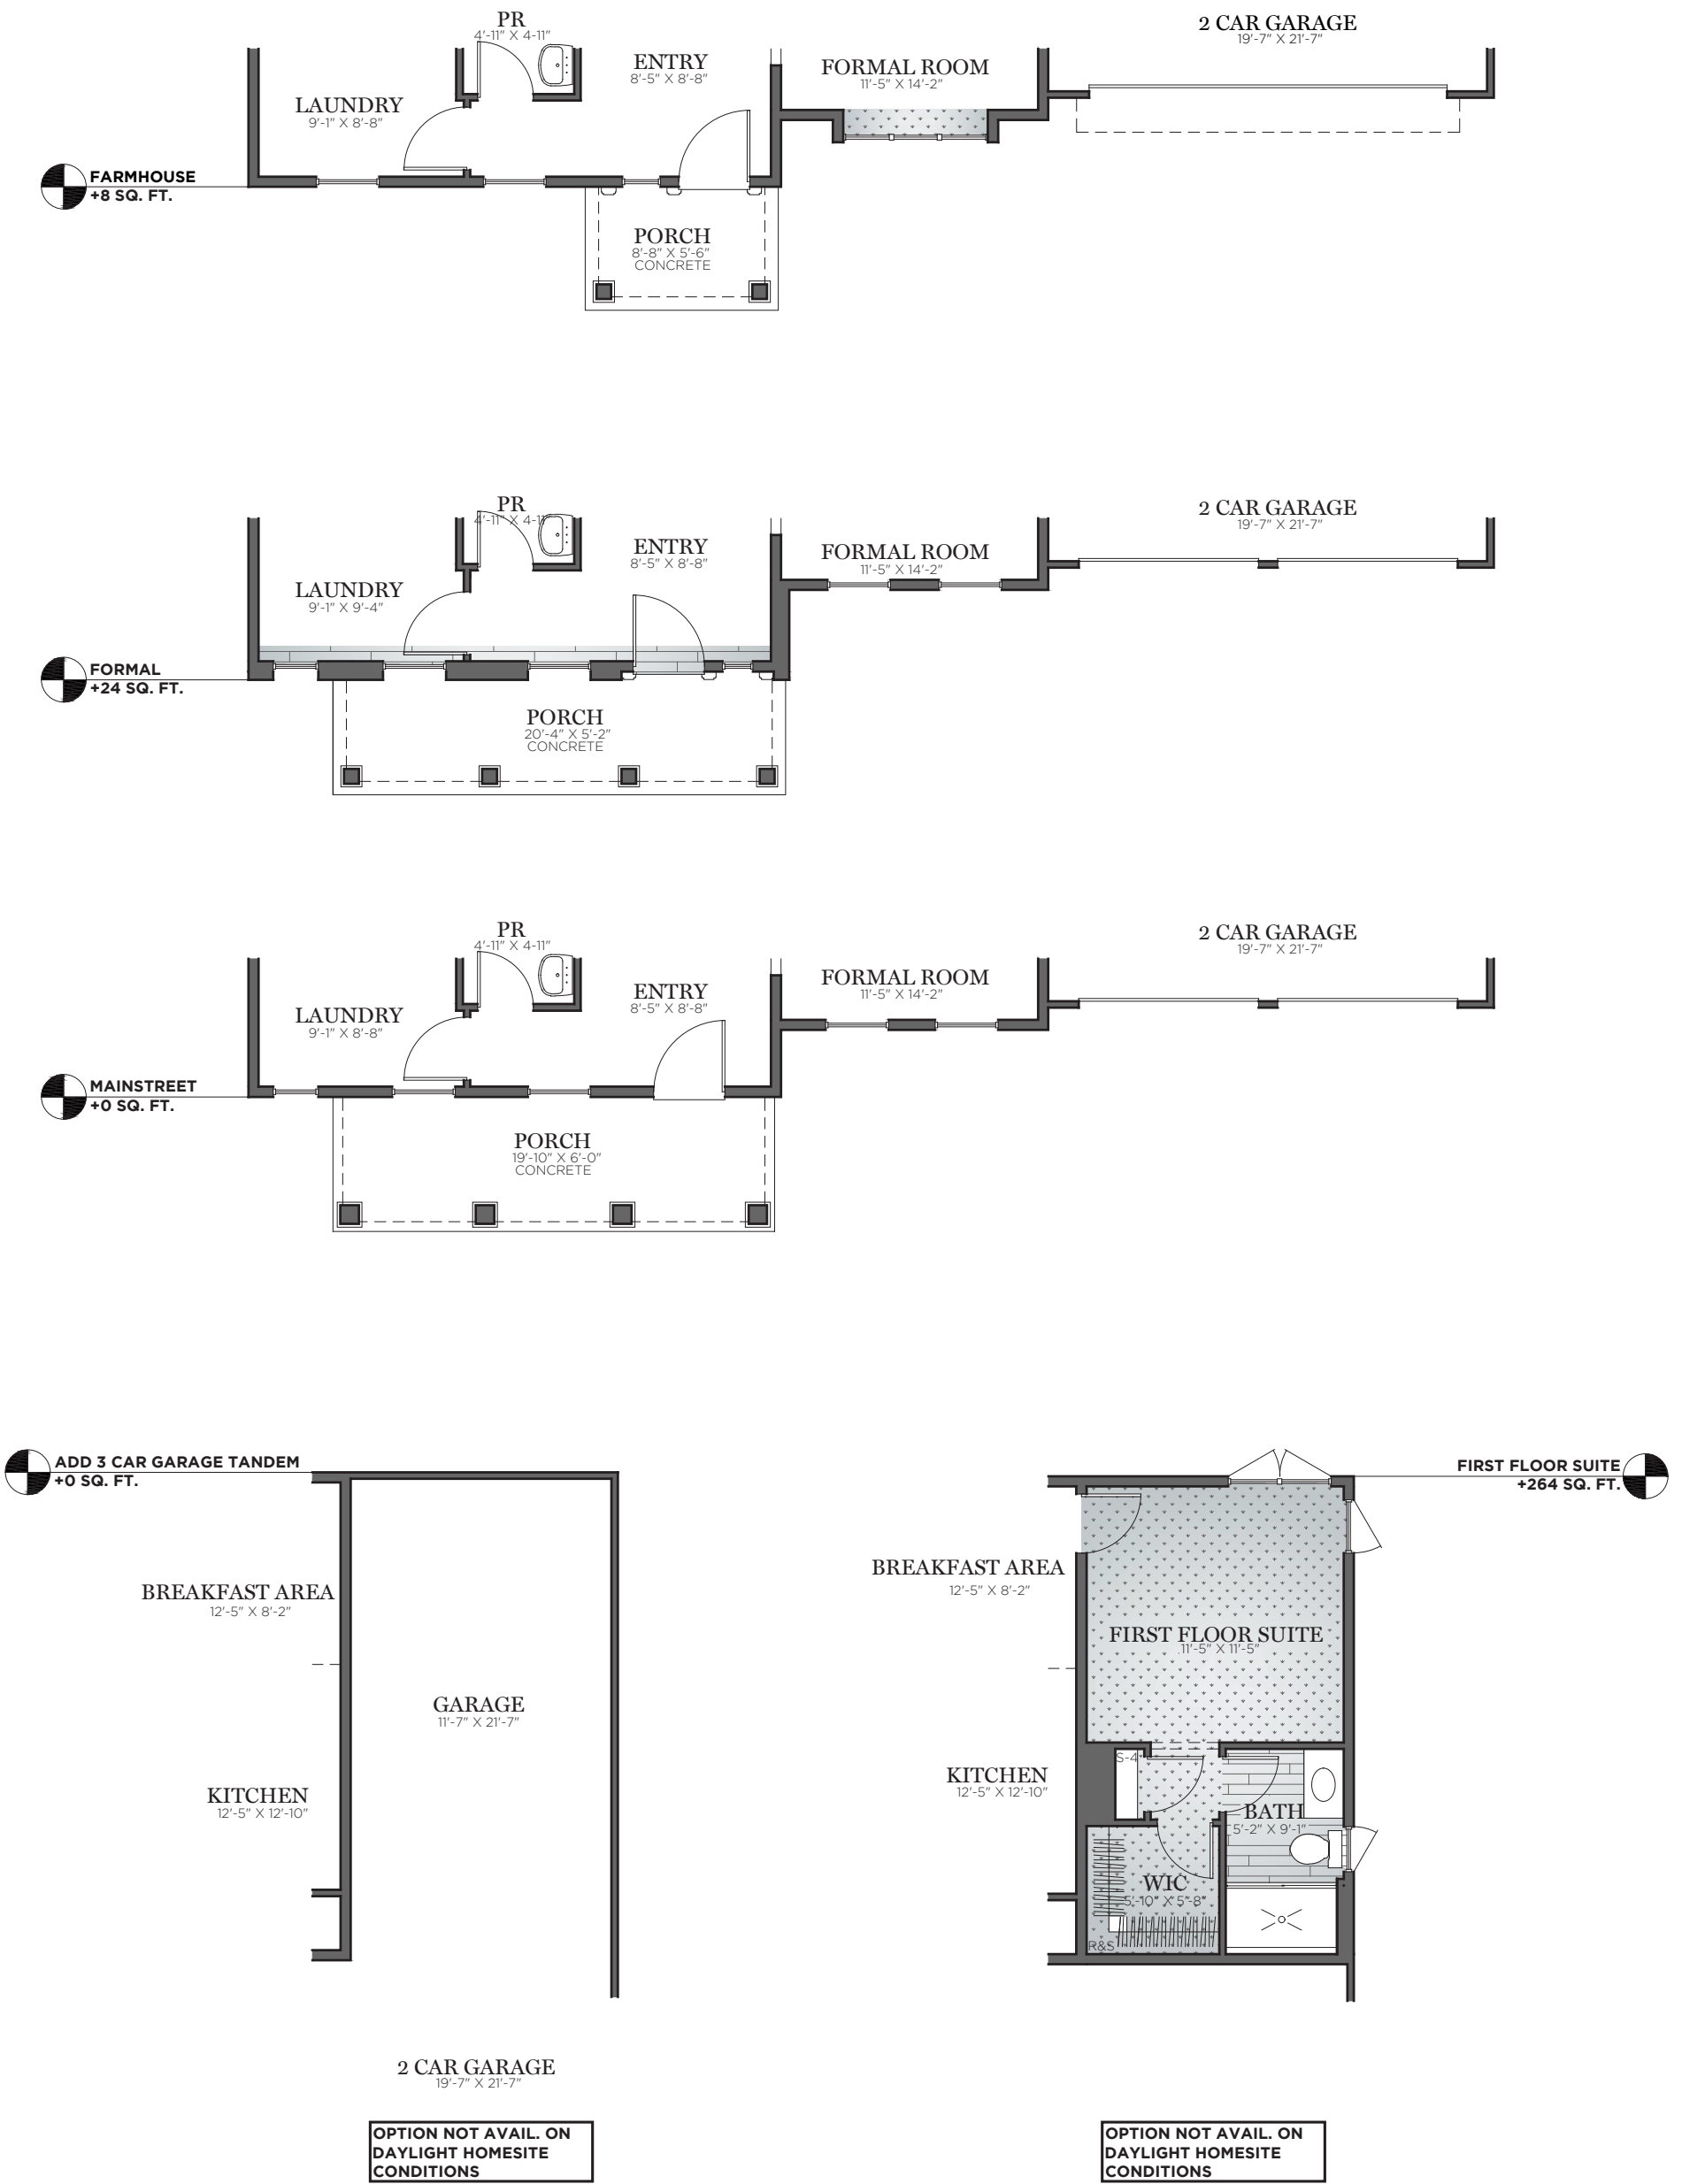 PR
4'-11" X 4-11"
2 CAR GARAGE
19'-7" X 21'-7"
ENTRY
8'-5" X 8'-8"
FORMAL ROOM
11'-5" X 14'-2"
LAUNDRY
9'-1" X 8'-8"
FARMHOUSE
+8 SQ. FT.
PORCH
8'-8" X 5'-6"
CONCRETE
PR
4'-11" X 4-11"
2 CAR GARAGE
19'-7" X 21'-7"
ENTRY
8'-5" X 8'-8"
FORMAL ROOM
11'-5" X 14'-2"
LAUNDRY
9'-1" X 9'-4"
FORMAL
+24 SQ. FT.
PORCH
20'-4" X 5'-2"
CONCRETE
PR
4'-11" X 4-11"
2 CAR GARAGE
19'-7" X 21'-7"
ENTRY
8'-5" X 8'-8"
FORMAL ROOM
11'-5" X 14'-2"
LAUNDRY
9'-1" X 8'-8"
MAINSTREET
+0 SQ. FT.
PORCH
19'-10" X 6'-0"
CONCRETE
ADD 3 CAR GARAGE TANDEM
+0 SQ. FT.
BREAKFAST AREA
12'-5" X 8'-2"
GARAGE
11'-7" X 21'-7"
KITCHEN
12'-5" X 12'-10"
2 CAR GARAGE
19'-7" X 21'-7"
OPTION NOT AVAIL. ON
DAYLIGHT HOMESITE
CONDITIONS
FIRST FLOOR SUITE
+264 SQ. FT.
BREAKFAST AREA
12'-5" X 8'-2"
FIRST FLOOR SUITE
11'-5" X 11'-5"
S-4
KITCHEN
12'-5" X 12'-10"
BATH
5'-2" X 9'-1"
WIC
5'-10" X 5'-8"
R&S
OPTION NOT AVAIL. ON
DAYLIGHT HOMESITE
CONDITIONS